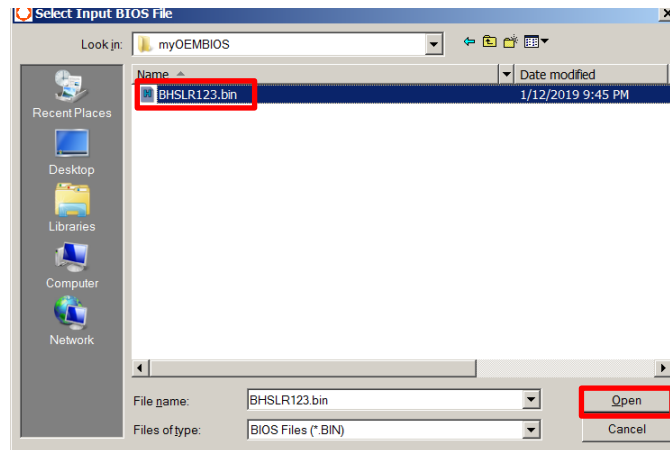 Select Input BIOS File
Look in: myOEMBIOS
Name Date modified
BHSLR123.bin 1/12/2019 9:45 PM
Recent Places
Desktop
Libraries
Computer
Network
File name: BHSLR123.bin Open
Files of type: BIOS Files (*.BIN) Cancel